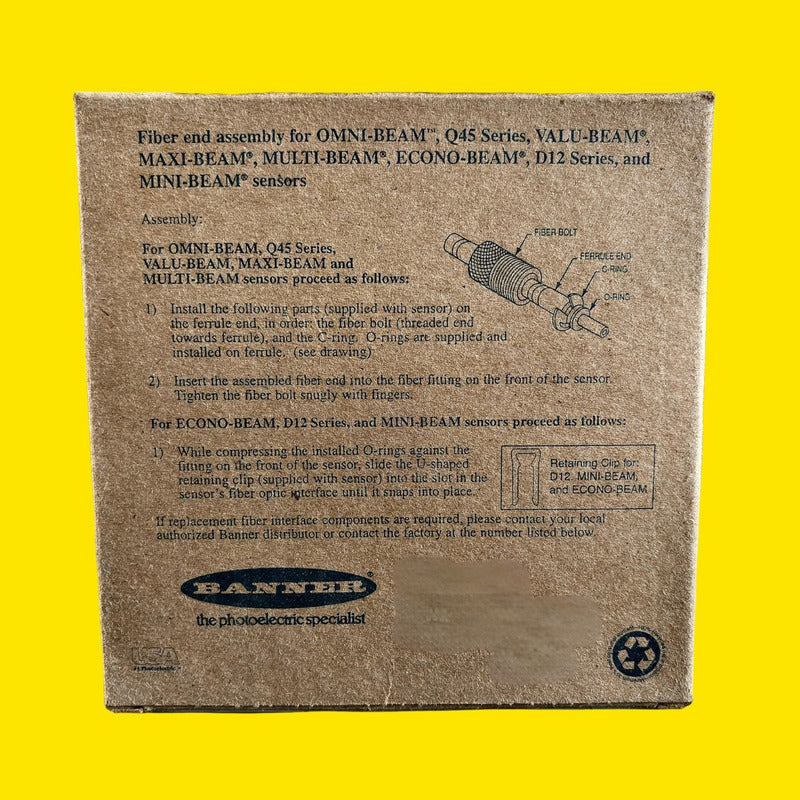 Fiber end assembly for OMNI-BEAM™, Q45 Series, VALU-BEAM®,
MAXI-BEAM®, MULTI-BEAM®, ECONO-BEAM®, D12 Series, and
MINI-BEAM® sensors
Assembly:
For OMNI-BEAM, Q45 Series,
VALU-BEAM, MAXI-BEAM and
MULTI-BEAM sensors proceed as follows:
FIBER BOLT
FERRULE END
C-RING
O-RING
1) Install the following parts (supplied with sensor) on
the ferrule end, in order: the fiber bolt (threaded end
towards ferrule), and the C-ring. O-rings are supplied and
installed on ferrule. (see drawing)
2) Insert the assembled fiber end into the fiber fitting on the front of the sensor.
Tighten the fiber bolt snugly with fingers.
For ECONO-BEAM, D12 Series, and MINI-BEAM sensors proceed as follows:
1) While compressing the installed O-rings against the
fitting on the front of the sensor, slide the U-shaped
retaining clip (supplied with sensor) into the slot in the
sensor's fiber optic interface until it snaps into place.
Retaining Clip for:
D12, MINI-BEAM,
and ECONO-BEAM
If replacement fiber interface components are required, please contact your local
authorized Banner distributor or contact the factory at the number listed below.
BANNER
the photoelectric specialist
USA